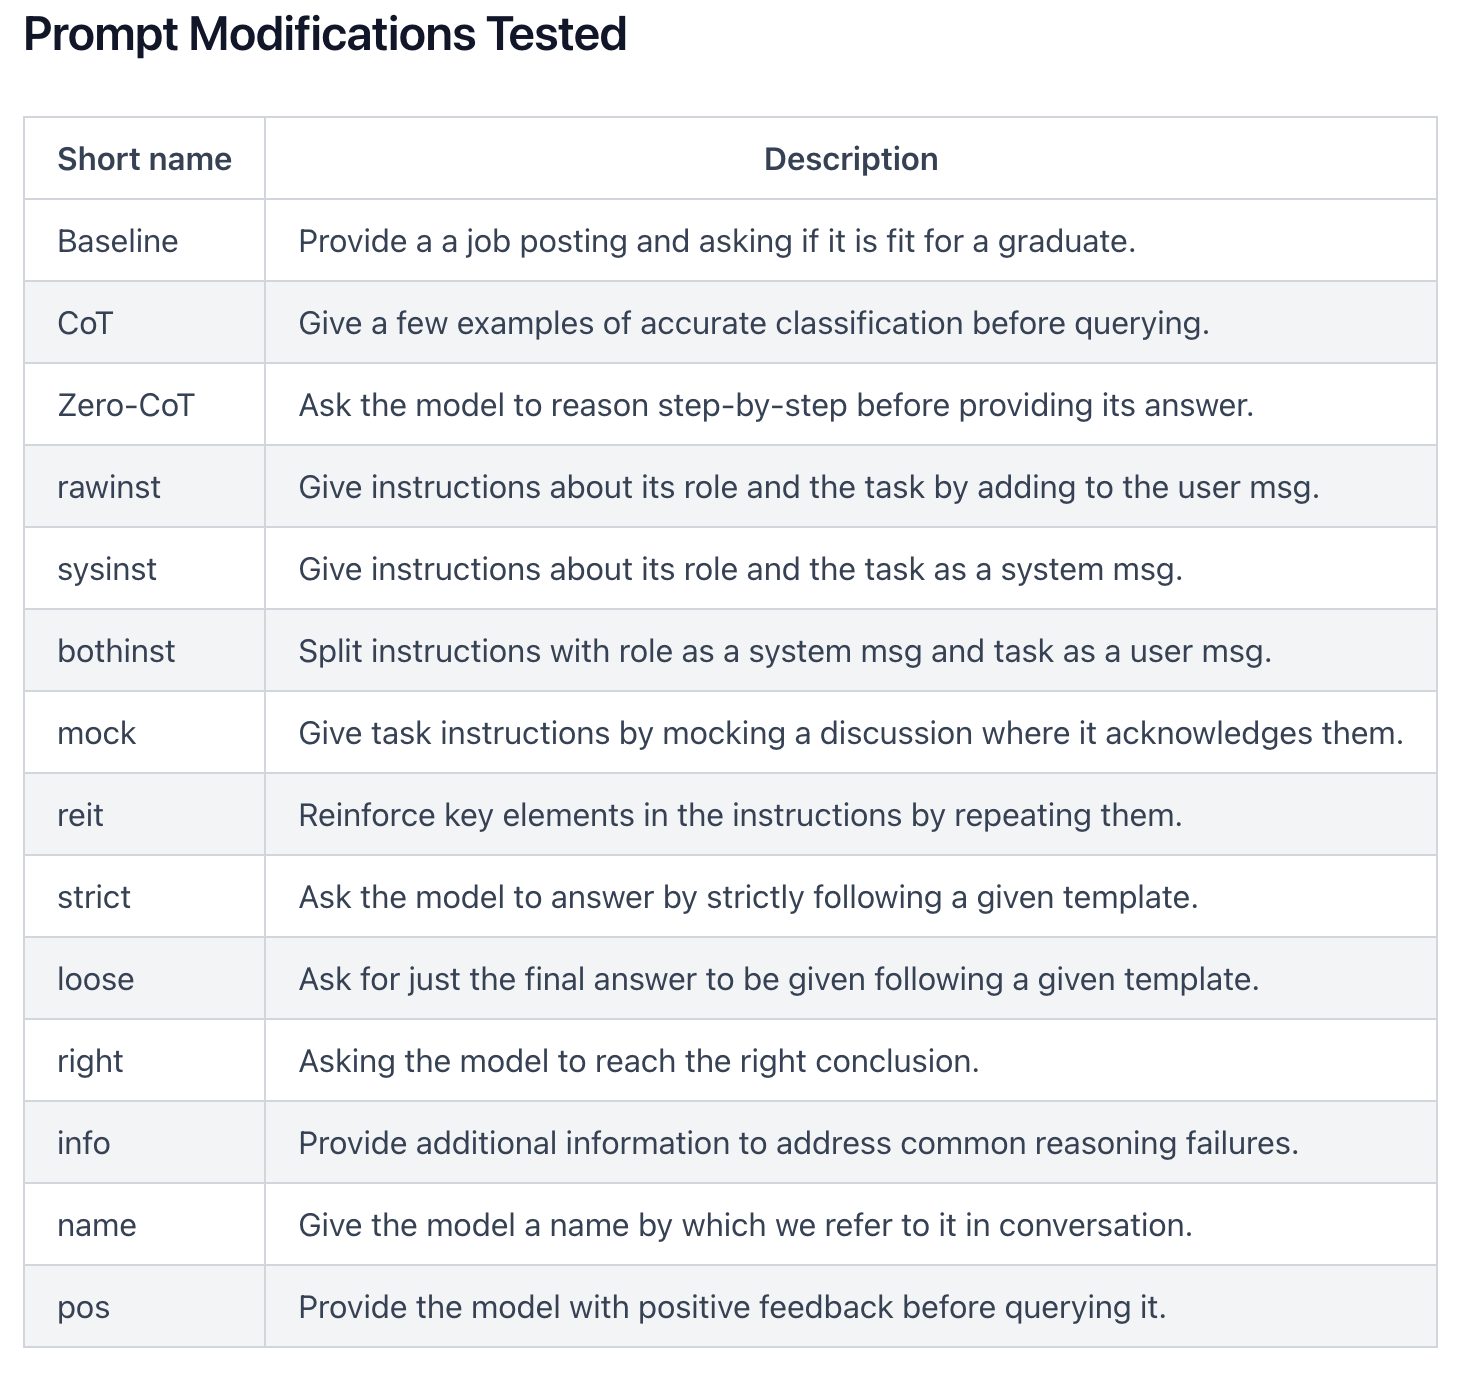 Prompt Modifications Tested
Short name Description
Baseline Provide a a job posting and asking if it is fit for a graduate.
CoT Give a few examples of accurate classification before querying.
Zero-CoT Ask the model to reason step-by-step before providing its answer.
rawinst Give instructions about its role and the task by adding to the user msg.
sysinst Give instructions about its role and the task as a system msg.
bothinst Split instructions with role as a system msg and task as a user msg.
mock Give task instructions by mocking a discussion where it acknowledges them.
reit Reinforce key elements in the instructions by repeating them.
strict Ask the model to answer by strictly following a given template.
loose Ask for just the final answer to be given following a given template.
right Asking the model to reach the right conclusion.
info Provide additional information to address common reasoning failures.
name Give the model a name by which we refer to it in conversation.
pos Provide the model with positive feedback before querying it.